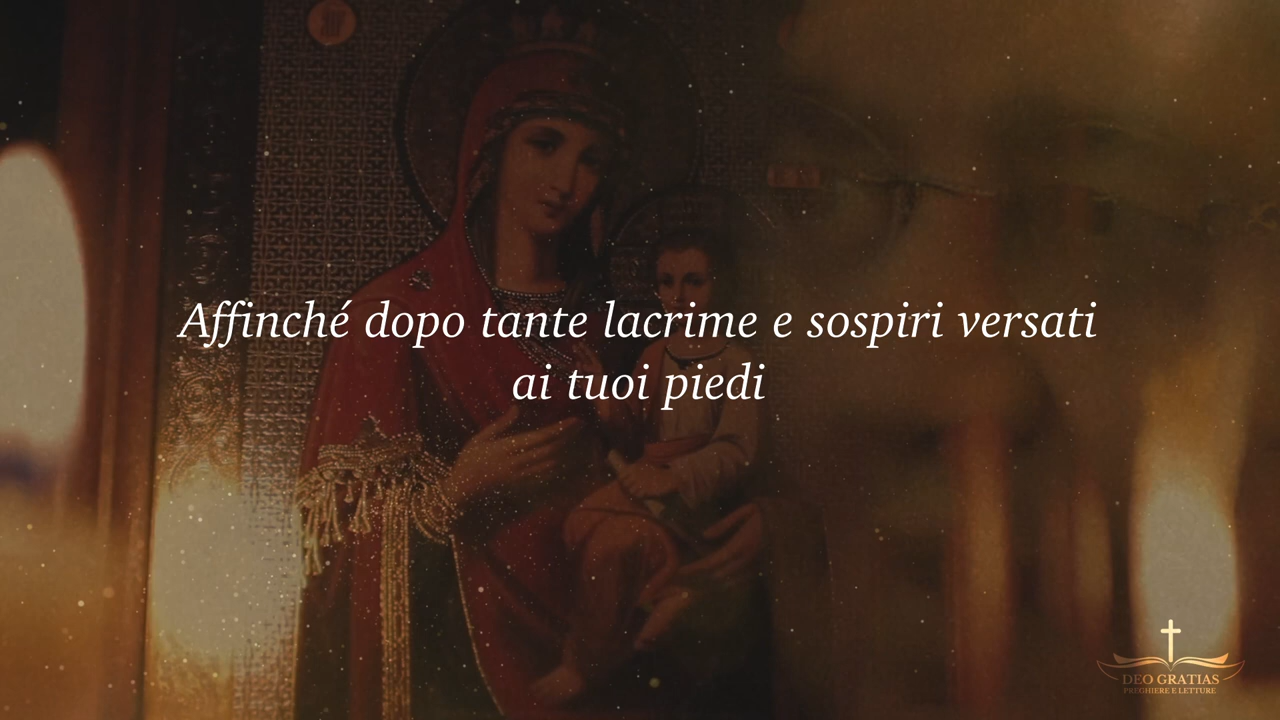 Affinché dopo tante lacrime e sospiri versati
ai tuoi piedi
DEO GRATIAS
PREGHIERE E LETTURE